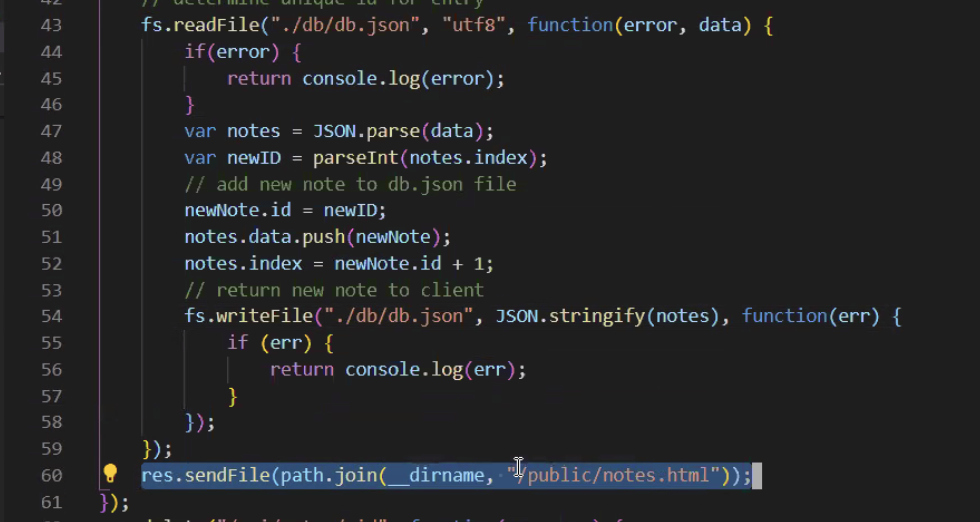 42 // determine unique id for entry
43 fs.readFile("./db/db.json", "utf8", function(error, data) {
44 if(error) {
45 return console.log(error);
46 }
47 var notes = JSON.parse(data);
48 var newID = parseInt(notes.index);
49 // add new note to db.json file
50 newNote.id = newID;
51 notes.data.push(newNote);
52 notes.index = newNote.id + 1;
53 // return new note to client
54 fs.writeFile("./db/db.json", JSON.stringify(notes), function(err) {
55 if (err) {
56 return console.log(err);
57 }
58 });
59 });
60 res.sendFile(path.join(__dirname, "/public/notes.html"));
61 });